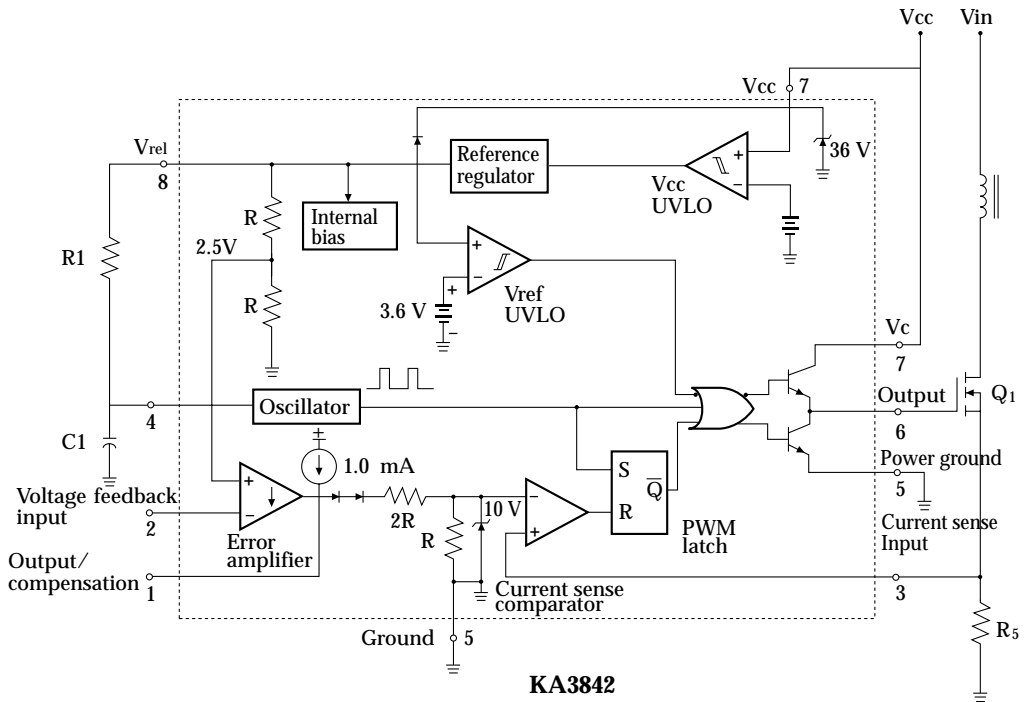 Vcc
Vin
Vcc
7
Vrel
8
Reference
regulator
36 V
Vcc
UVLO
R
Internal
bias
2.5V
R1
R
+
−
+
−
+
3.6 V
−
Vref
UVLO
Vc
7
Oscillator
4
Output
6
Q1
C1
+
1.0 mA
S
Q
R
Power ground
5
Voltage feedback
input
2
+
−
2R
10 V
R
−
+
PWM
latch
Current sense
Input
Error
amplifier
Output/
compensation
1
Current sense
comparator
3
Ground
5
R5
KA3842